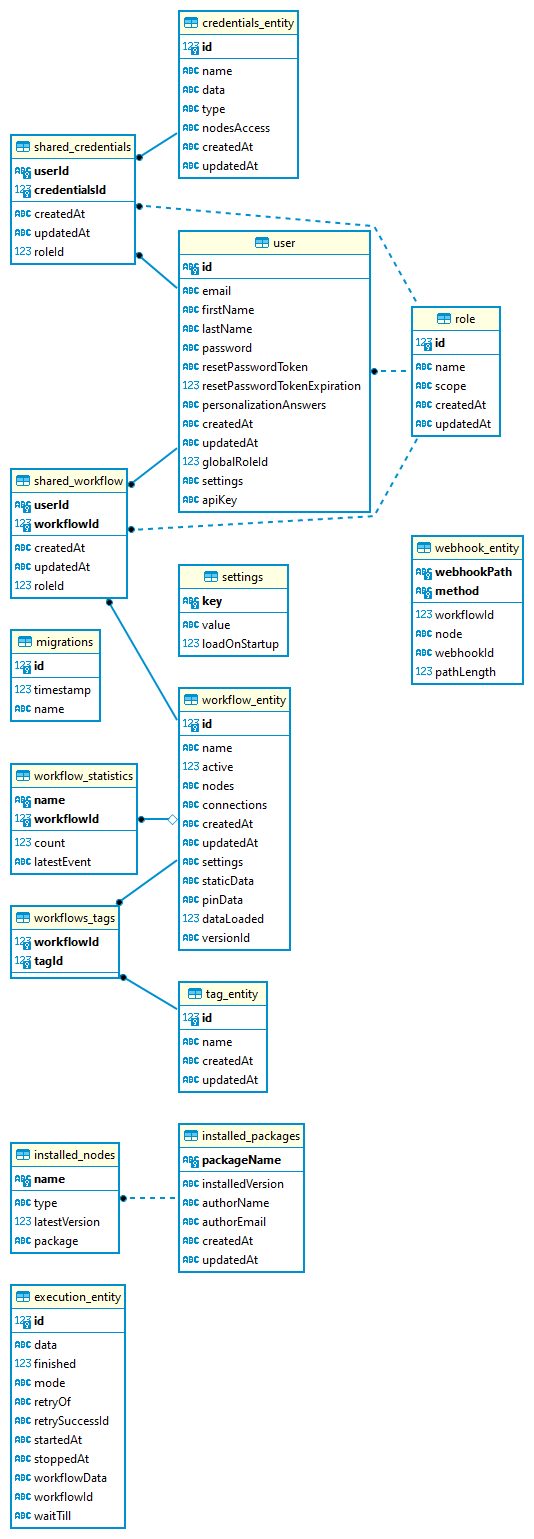 credentials_entity
123 id
ABC name
ABC data
ABC type
ABC nodesAccess
ABC createdAt
ABC updatedAt
shared_credentials
ABC userId
123 credentialsId
ABC createdAt
ABC updatedAt
123 roleId
user
ABC id
ABC email
ABC firstName
ABC lastName
ABC password
ABC resetPasswordToken
123 resetPasswordTokenExpiration
ABC personalizationAnswers
ABC createdAt
ABC updatedAt
123 globalRoleId
ABC settings
ABC apiKey
role
123 id
ABC name
ABC scope
ABC createdAt
ABC updatedAt
shared_workflow
ABC userId
123 workflowId
ABC createdAt
ABC updatedAt
123 roleId
webhook_entity
ABC webhookPath
ABC method
123 workflowId
ABC node
ABC webhookId
123 pathLength
settings
ABC key
ABC value
123 loadOnStartup
migrations
123 id
123 timestamp
ABC name
workflow_entity
123 id
ABC name
123 active
ABC nodes
ABC connections
ABC createdAt
ABC updatedAt
ABC settings
ABC staticData
ABC pinData
123 dataLoaded
ABC versionId
workflow_statistics
ABC name
123 workflowId
123 count
ABC latestEvent
workflows_tags
123 workflowId
123 tagId
tag_entity
123 id
ABC name
ABC createdAt
ABC updatedAt
installed_packages
ABC packageName
ABC installedVersion
ABC authorName
ABC authorEmail
ABC createdAt
ABC updatedAt
installed_nodes
ABC name
ABC type
123 latestVersion
ABC package
execution_entity
123 id
ABC data
123 finished
ABC mode
ABC retryOf
ABC retrySuccessId
ABC startedAt
ABC stoppedAt
ABC workflowData
ABC workflowId
ABC waitTill